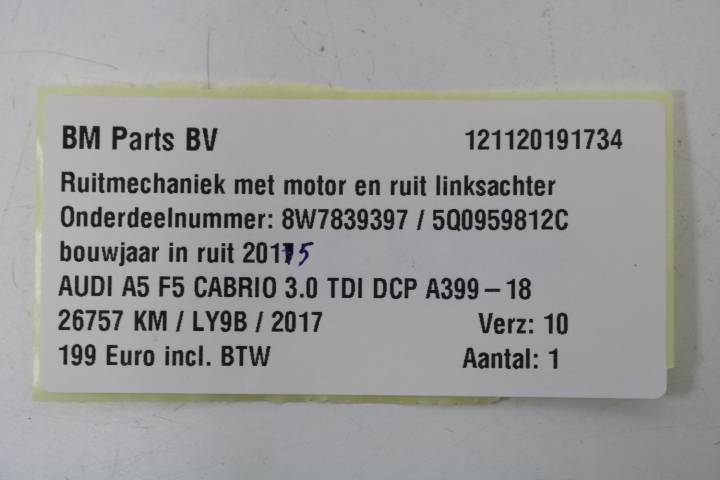 BM Parts BV 121120191734
Ruitmechaniek met motor en ruit linksachter
Onderdeelnummer: 8W7839397 / 5Q0959812C
bouwjaar in ruit 2015
AUDI A5 F5 CABRIO 3.0 TDI DCP A399-18
26757 KM / LY9B / 2017 Verz: 10
199 Euro incl. BTW Aantal: 1